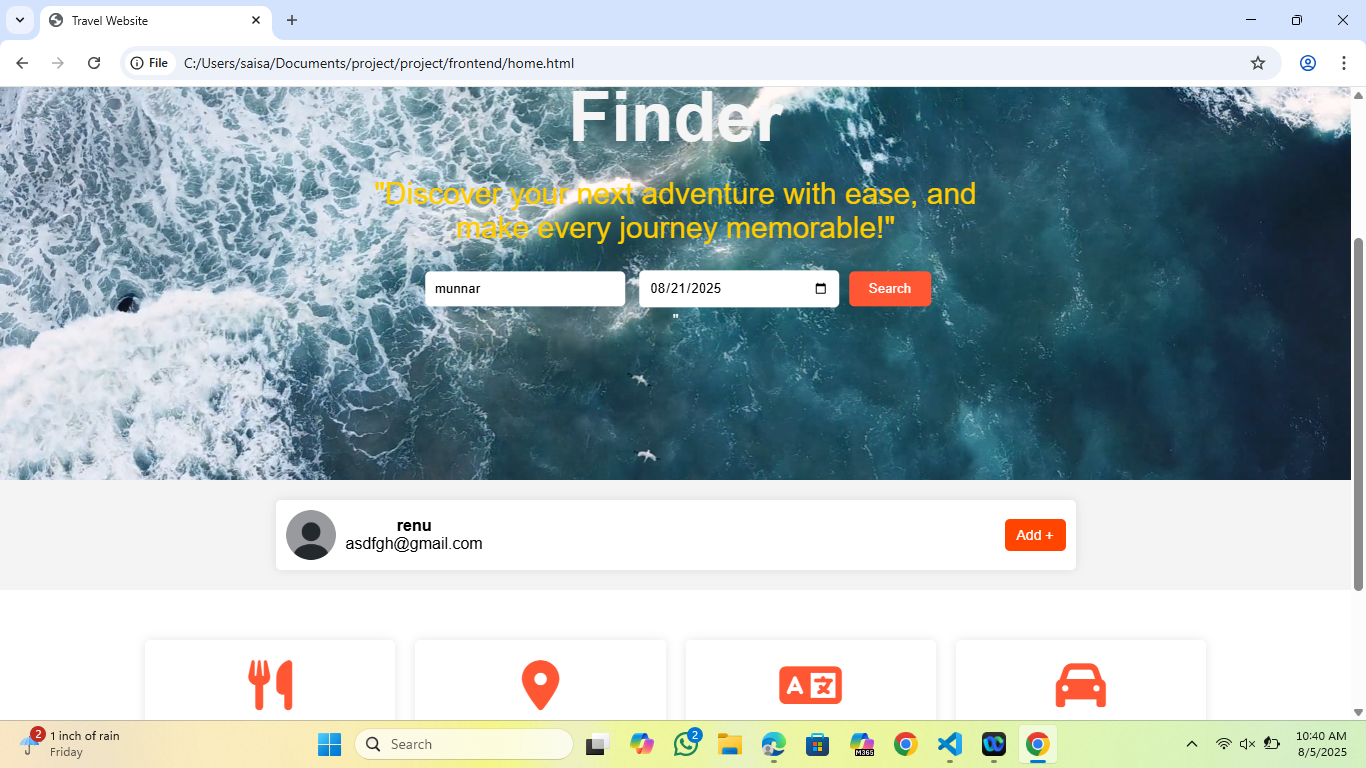 Travel Website
File
C:/Users/saisa/Documents/project/project/frontend/home.html
Finder
"Discover your next adventure with ease, and
make every journey memorable!"
munnar
08/21/2025
Search
"
renu
asdfgh@gmail.com
Add +
A 文
2
1 inch of rain
Friday
Search
2
M365
10:40 AM
8/5/2025